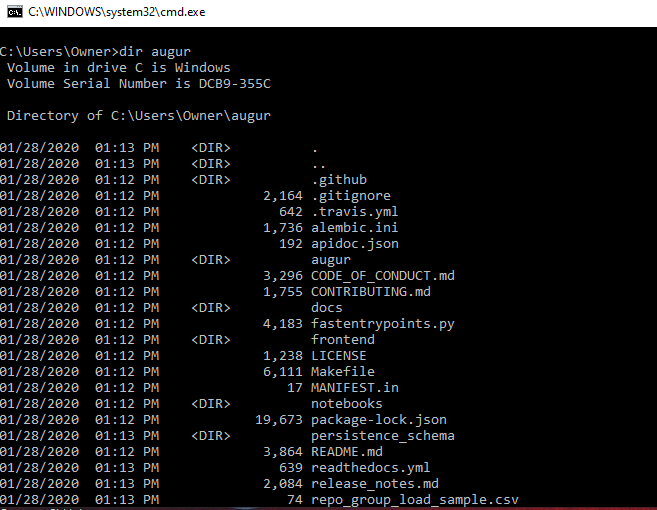 C:\WINDOWS\system32\cmd.exe
C:\Users\Owner>dir augur
Volume in drive C is Windows
Volume Serial Number is DCB9-355C
Directory of C:\Users\Owner\augur
01/28/2020 01:13 PM <DIR> .
01/28/2020 01:13 PM <DIR> ..
01/28/2020 01:12 PM <DIR> .github
01/28/2020 01:12 PM 2,164 .gitignore
01/28/2020 01:12 PM 642 .travis.yml
01/28/2020 01:12 PM 1,736 alembic.ini
01/28/2020 01:12 PM 192 apidoc.json
01/28/2020 01:12 PM <DIR> augur
01/28/2020 01:12 PM 3,296 CODE_OF_CONDUCT.md
01/28/2020 01:12 PM 1,755 CONTRIBUTING.md
01/28/2020 01:12 PM <DIR> docs
01/28/2020 01:12 PM 4,183 fastentrypoints.py
01/28/2020 01:12 PM <DIR> frontend
01/28/2020 01:12 PM 1,238 LICENSE
01/28/2020 01:12 PM 6,111 Makefile
01/28/2020 01:12 PM 17 MANIFEST.in
01/28/2020 01:12 PM <DIR> notebooks
01/28/2020 01:12 PM 19,673 package-lock.json
01/28/2020 01:13 PM <DIR> persistence_schema
01/28/2020 01:12 PM 3,864 README.md
01/28/2020 01:12 PM 639 readthedocs.yml
01/28/2020 01:12 PM 2,084 release_notes.md
01/28/2020 01:12 PM 74 repo_group_load_sample.csv